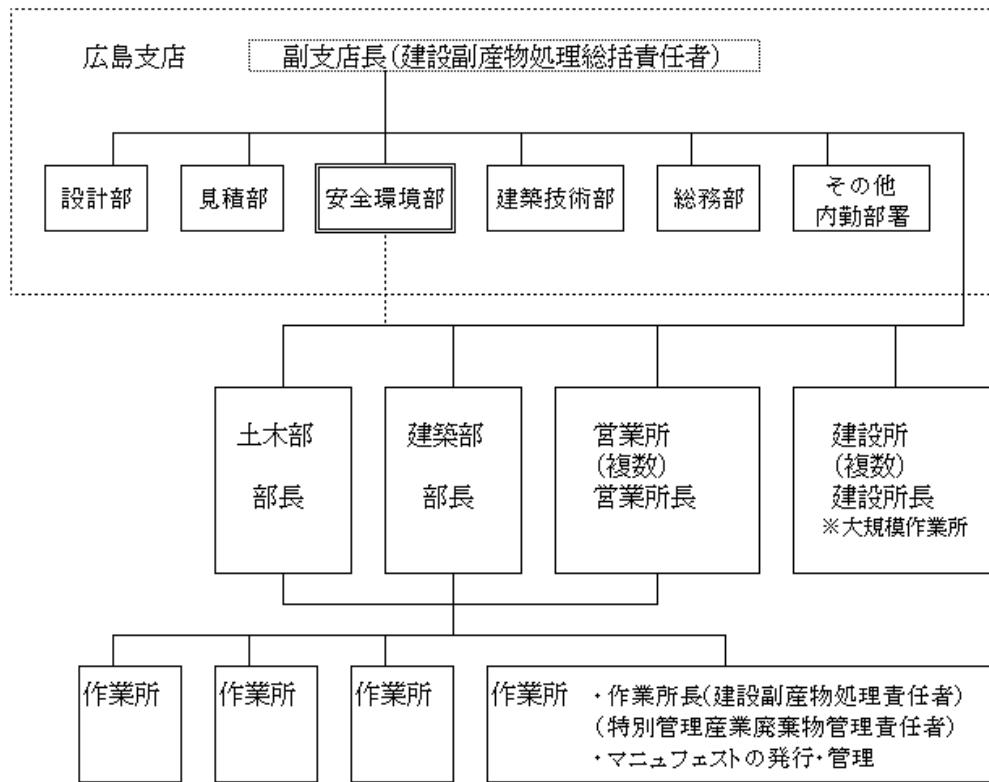 広島支店
副支店長(建設副産物処理総括責任者)
設計部
見積部
安全環境部
建築技術部
総務部
その他
内勤部署
土木部
部長
建築部
部長
営業所
(複数)
営業所長
建設所
(複数)
建設所長
※大規模作業所
作業所
作業所
作業所
作業所
・作業所長(建設副産物処理責任者)
(特別管理産業廃棄物管理責任者)
・マニュフェストの発行・管理